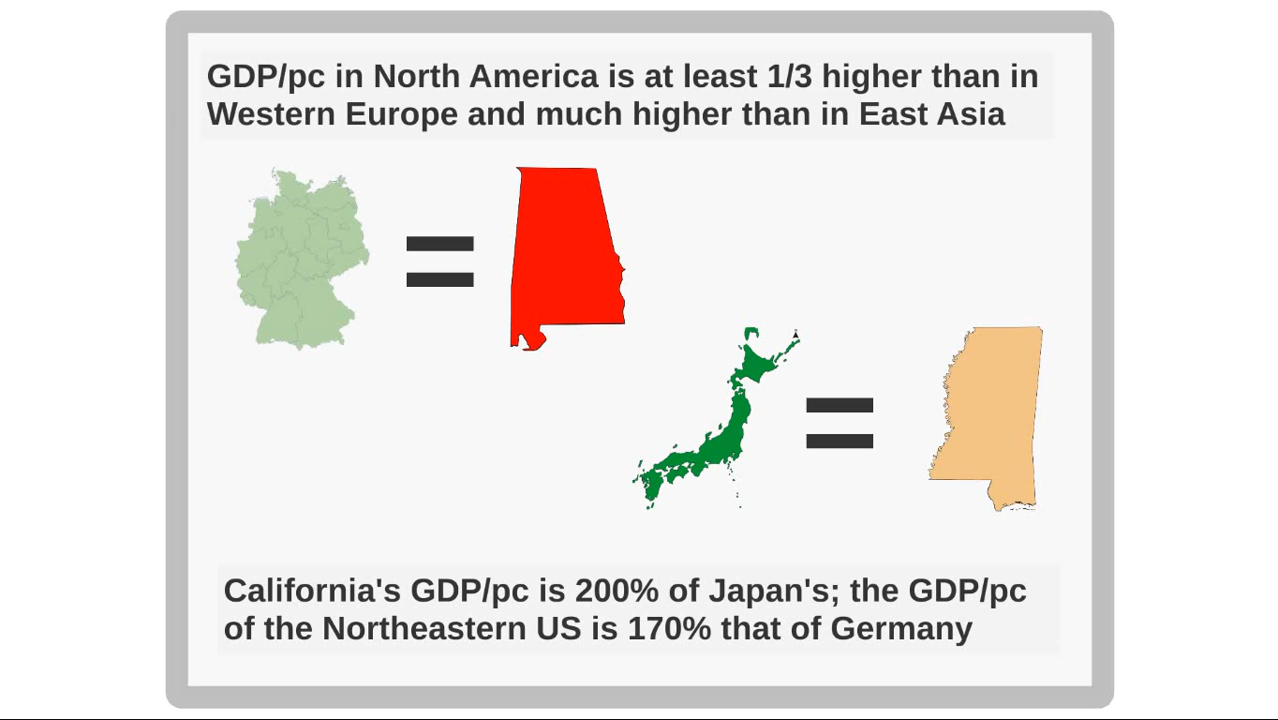 GDP/pc in North America is at least 1/3 higher than in
Western Europe and much higher than in East Asia
California's GDP/pc is 200% of Japan's; the GDP/pc
of the Northeastern US is 170% that of Germany